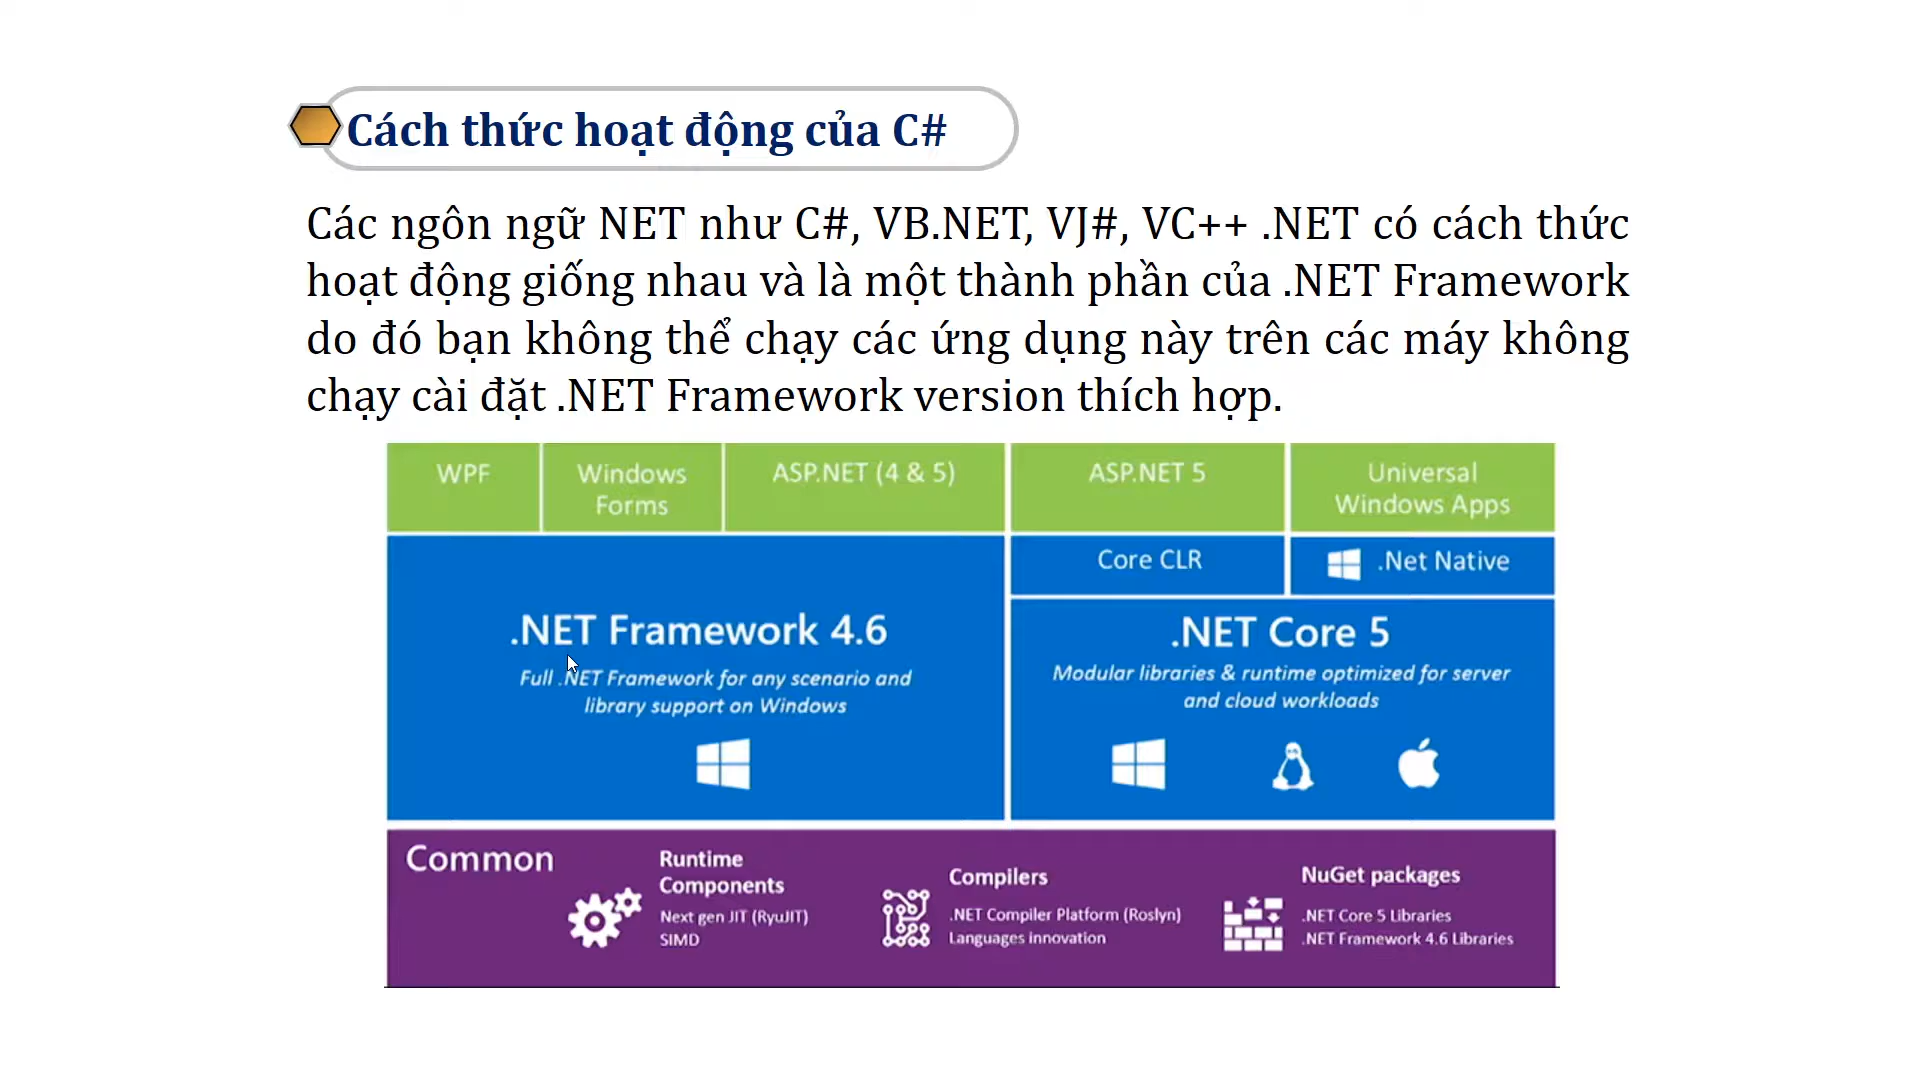 Cách thức hoạt động của C#
Các ngôn ngữ NET như C#, VB.NET, VJ#, VC++ .NET có cách thức
hoạt động giống nhau và là một thành phần của .NET Framework
do đó bạn không thể chạy các ứng dụng này trên các máy không
chạy cài đặt .NET Framework version thích hợp.
WPF
Windows
Forms
ASP.NET (4 & 5)
ASP.NET 5
Universal
Windows Apps
Core CLR
.Net Native
.NET Framework 4.6
Full .NET Framework for any scenario and
library support on Windows
.NET Core 5
Modular libraries & runtime optimized for server
and cloud workloads
Common
Runtime
Components
Next gen JIT (RyuJIT)
SIMD
Compilers
.NET Compiler Platform (Roslyn)
Languages innovation
NuGet packages
.NET Core 5 Libraries
.NET Framework 4.6 Libraries